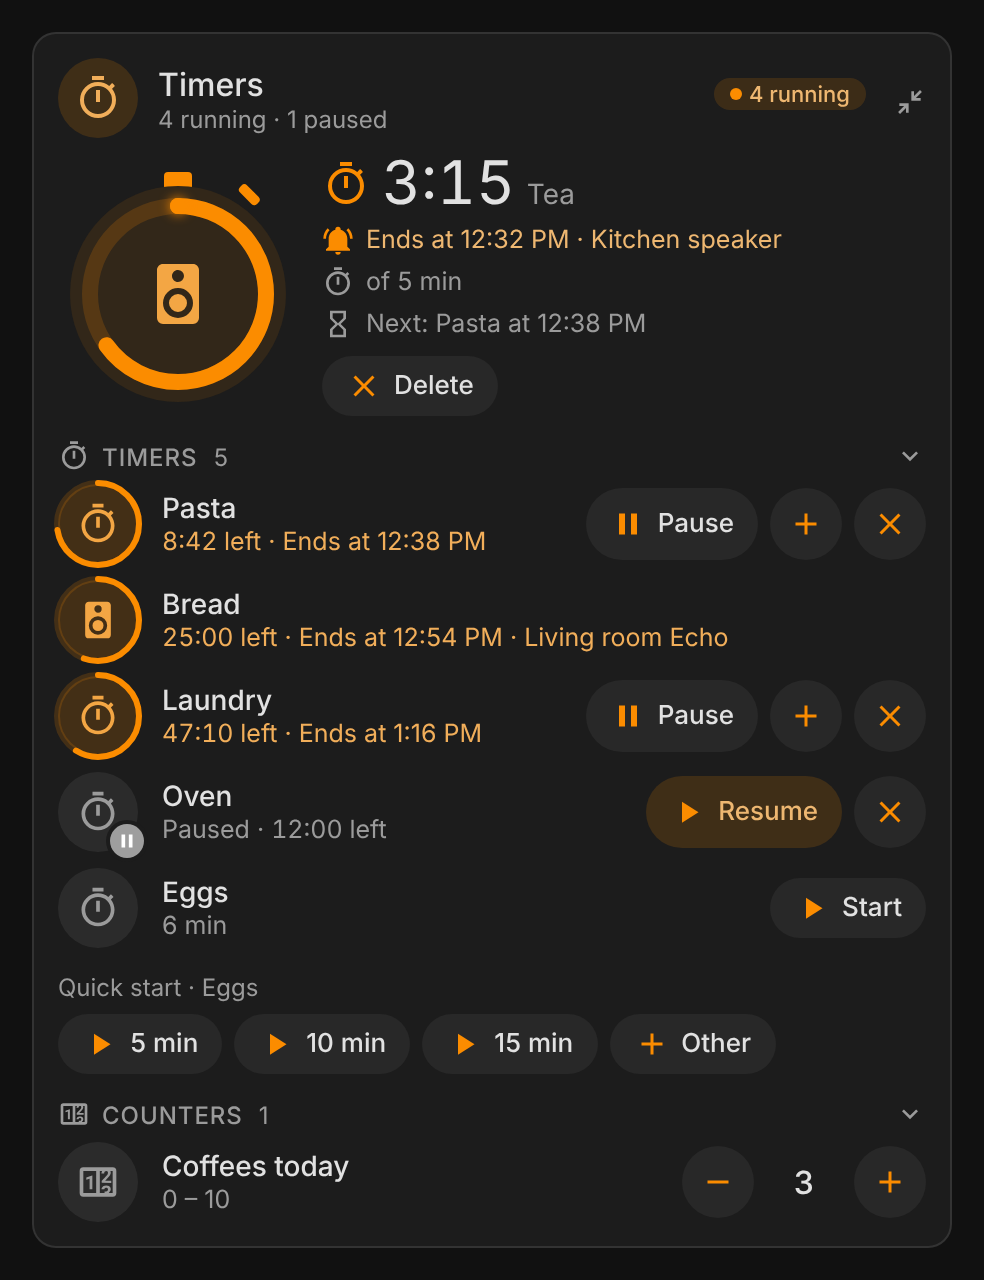 Timers
4 running · 1 paused
4 running
3:15 Tea
Ends at 12:32 PM · Kitchen speaker
of 5 min
Next: Pasta at 12:38 PM
Delete
TIMERS 5
Pasta
8:42 left · Ends at 12:38 PM
Pause
Bread
25:00 left · Ends at 12:54 PM · Living room Echo
Laundry
47:10 left · Ends at 1:16 PM
Pause
Oven
Paused · 12:00 left
Resume
Eggs
6 min
Start
Quick start · Eggs
5 min 10 min 15 min Other
COUNTERS 1
Coffees today
0 – 10
3